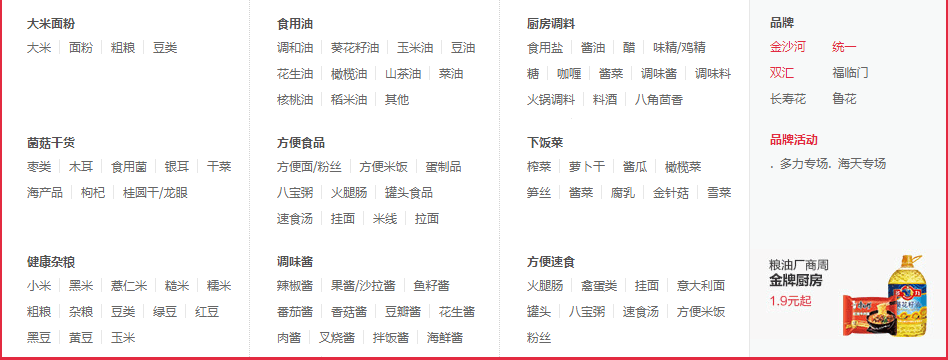 大米面粉
大米 面粉 粗粮 豆类
食用油
调和油 葵花籽油 玉米油 豆油
花生油 橄榄油 山茶油 菜油
核桃油 稻米油 其他
厨房调料
食用盐 酱油 醋 味精/鸡精
糖 咖喱 酱菜 调味酱 调味料
火锅调料 料酒 八角茴香
菌菇干货
枣类 木耳 食用菌 银耳 干菜
海产品 枸杞 桂圆干/龙眼
方便食品
方便面/粉丝 方便米饭 蛋制品
八宝粥 火腿肠 罐头食品
速食汤 挂面 米线 拉面
下饭菜
榨菜 萝卜干 酱瓜 橄榄菜
笋丝 酱菜 腐乳 金针菇 雪菜
健康杂粮
小米 黑米 薏仁米 糙米 糯米
粗粮 杂粮 豆类 绿豆 红豆
黑豆 黄豆 玉米
调味酱
辣椒酱 果酱/沙拉酱 鱼籽酱
番茄酱 香菇酱 豆瓣酱 花生酱
肉酱 叉烧酱 拌饭酱 海鲜酱
方便速食
火腿肠 禽蛋类 挂面 意大利面
罐头 八宝粥 速食汤 方便米饭
粉丝
品牌
金沙河 统一
双汇 福临门
长寿花 鲁花
品牌活动
. 多力专场. 海天专场
粮油厂商周
金牌厨房
1.9元起